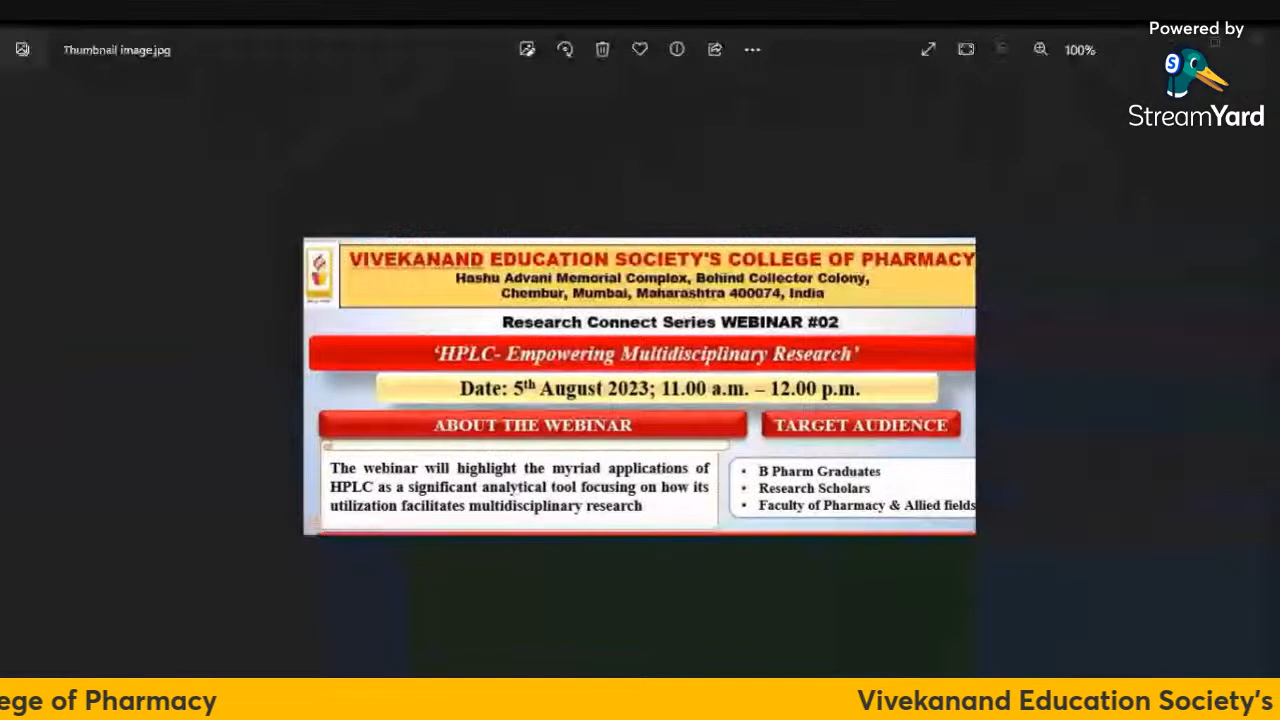 Thumbnail image.jpg
100%
Powered by
StreamYard
VIVEKANAND EDUCATION SOCIETY'S COLLEGE OF PHARMACY
Hashu Advani Memorial Complex, Behind Collector Colony,
Chembur, Mumbai, Maharashtra 400074, India
Research Connect Series WEBINAR #02
‘HPLC- Empowering Multidisciplinary Research’
Date: 5th August 2023; 11.00 a.m. – 12.00 p.m.
ABOUT THE WEBINAR
The webinar will highlight the myriad applications of
HPLC as a significant analytical tool focusing on how its
utilization facilitates multidisciplinary research
TARGET AUDIENCE
• B Pharm Graduates
• Research Scholars
• Faculty of Pharmacy & Allied fields
ege of Pharmacy
Vivekanand Education Society's